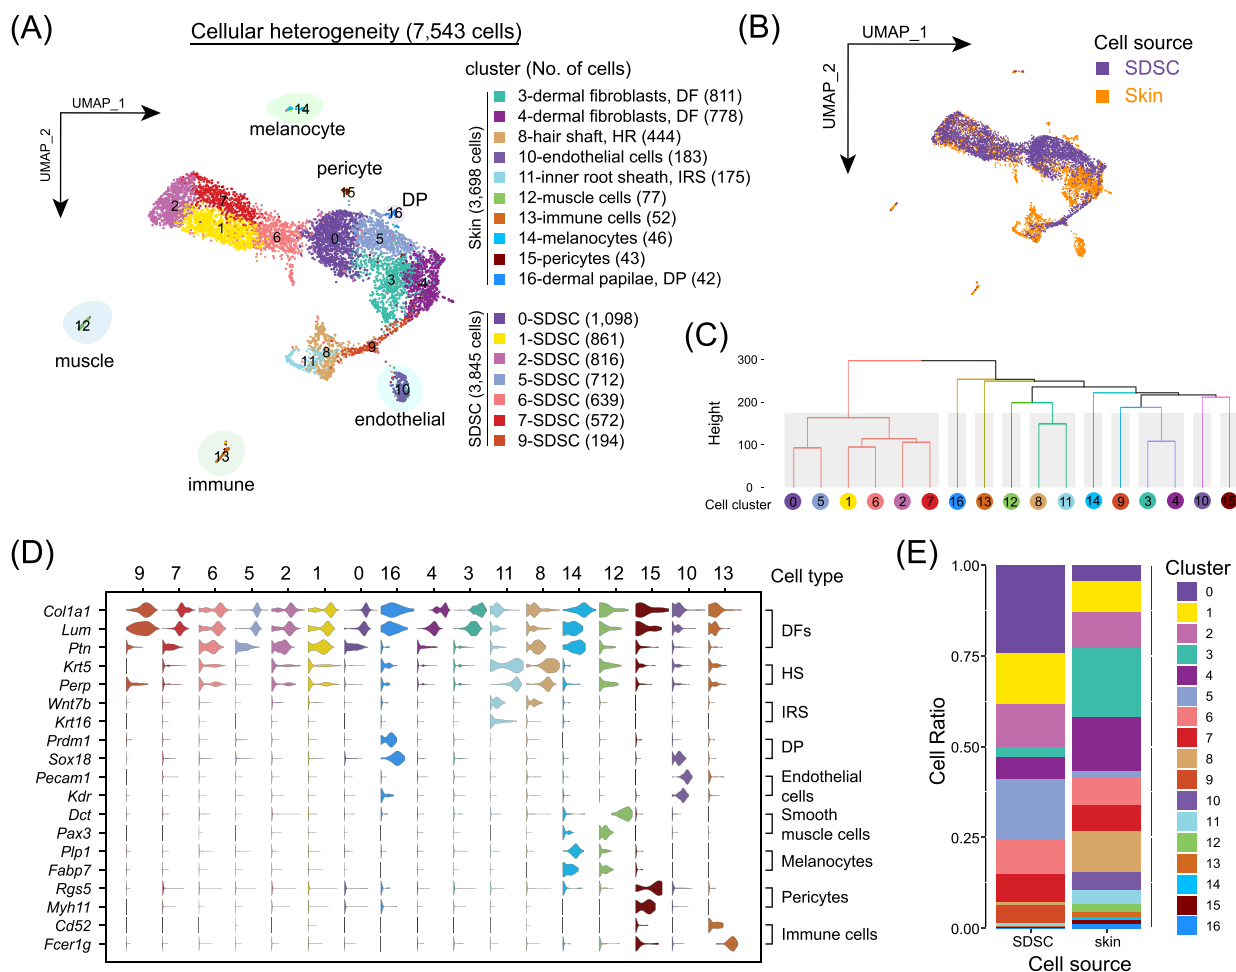 (A)
Cellular heterogeneity (7,543 cells)
UMAP_1
UMAP_2
14
melanocyte
pericyte
15
DP
16
2
7
1
6
0
5
3
4
12
muscle
11
8
9
10
endothelial
13
immune
cluster (No. of cells)
Skin (3,698 cells)
3-dermal fibroblasts, DF (811)
4-dermal fibroblasts, DF (778)
8-hair shaft, HR (444)
10-endothelial cells (183)
11-inner root sheath, IRS (175)
12-muscle cells (77)
13-immune cells (52)
14-melanocytes (46)
15-pericytes (43)
16-dermal papilae, DP (42)
SDSC (3,845 cells)
0-SDSC (1,098)
1-SDSC (861)
2-SDSC (816)
5-SDSC (712)
6-SDSC (639)
7-SDSC (572)
9-SDSC (194)
(B)
UMAP_1
UMAP_2
Cell source
SDSC
Skin
(C)
Height
300
200
100
0
Cell cluster
0 5 1 6 2 7 16 13 12 8 11 14 9 3 4 10 15
(D)
9 7 6 5 2 1 0 16 4 3 11 8 14 12 15 10 13
Cell type
Col1a1
Lum
Ptn
Krt5
Perp
Wnt7b
Krt16
Prdm1
Sox18
Pecam1
Kdr
Dct
Pax3
Plp1
Fabp7
Rgs5
Myh11
Cd52
Fcer1g
DFs
HS
IRS
DP
Endothelial
cells
Smooth
muscle cells
Melanocytes
Pericytes
Immune cells
(E)
Cell Ratio
1.00
0.75
0.50
0.25
0.00
SDSC
skin
Cell source
Cluster
0
1
2
3
4
5
6
7
8
9
10
11
12
13
14
15
16